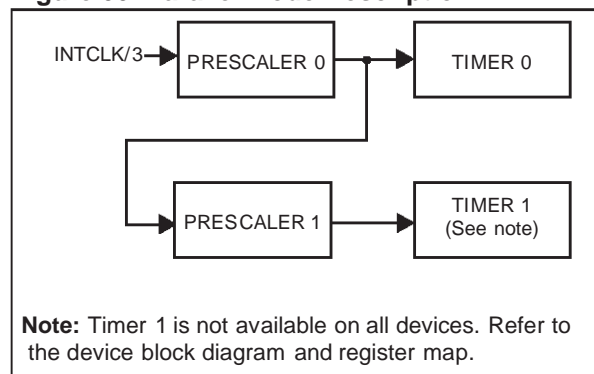 INTCLK/3
PRESCALER 0
TIMER 0
PRESCALER 1
TIMER 1
(See note)
Note: Timer 1 is not available on all devices. Refer to
the device block diagram and register map.